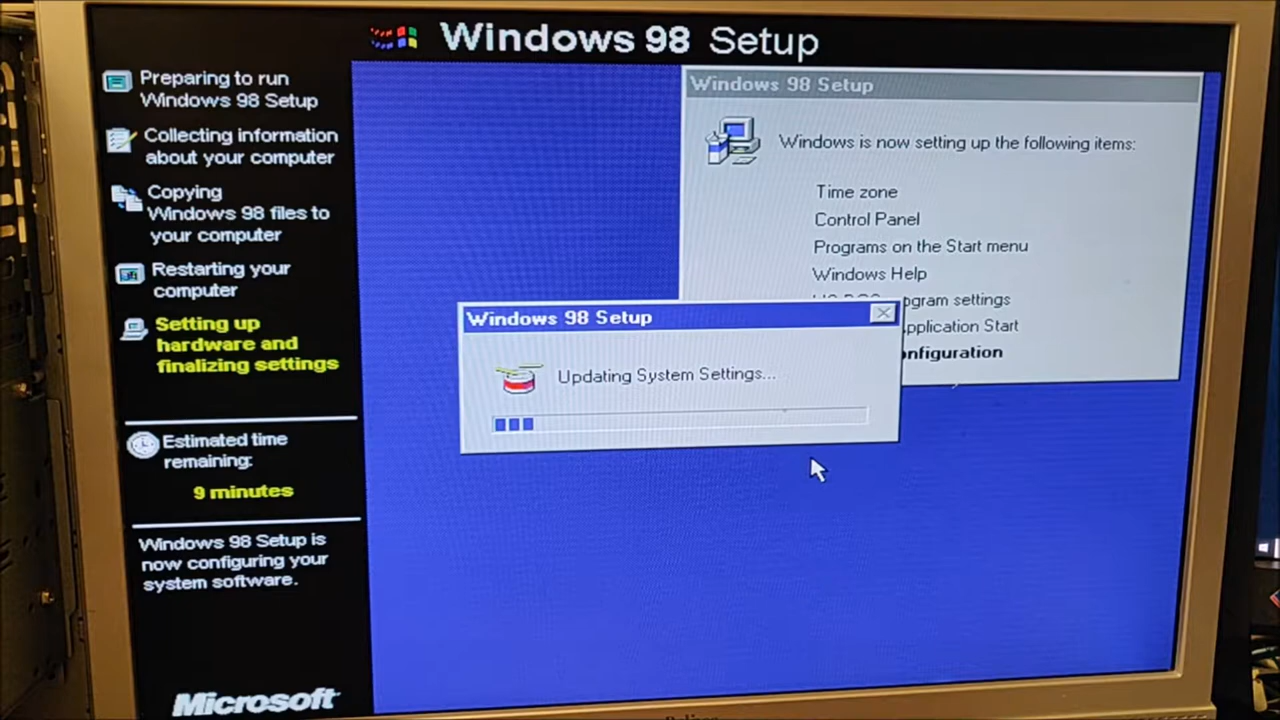 Windows 98 Setup
Preparing to run
Windows 98 Setup
Collecting information
about your computer
Copying
Windows 98 files to
your computer
Restarting your
computer
Setting up
hardware and
finalizing settings
Estimated time
remaining:
9 minutes
Windows 98 Setup is
now configuring your
system software.
Microsoft
Windows 98 Setup
Windows is now setting up the following items:
Time zone
Control Panel
Programs on the Start menu
Windows Help
settings
Start
Windows 98 Setup
Updating System Settings...